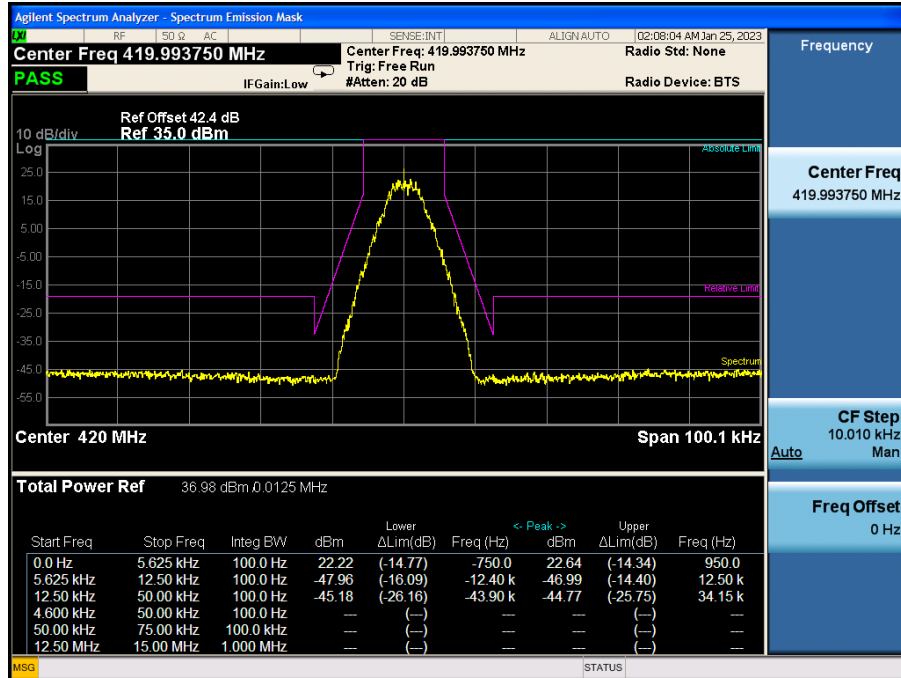 Agilent Spectrum Analyzer - Spectrum Emission Mask
LXI RF 50 Ω AC SENSE:INT ALIGN AUTO 02:08:04 AM Jan 25, 2023
Center Freq 419.993750 MHz Center Freq: 419.993750 MHz Radio Std: None
Trig: Free Run
PASS IFGain:Low #Atten: 20 dB Radio Device: BTS
Frequency
Ref Offset 42.4 dB
10 dB/div Ref 35.0 dBm
Log
Absolute Limit
25.0
15.0
5.00
-5.00
-15.0
Relative Limit
-25.0
-35.0
-45.0
Spectrum
-55.0
Center 420 MHz Span 100.1 kHz
Center Freq
419.993750 MHz
CF Step
10.010 kHz
Auto Man
Freq Offset
0 Hz
Total Power Ref 36.98 dBm / 0.0125 MHz
Lower <- Peak -> Upper
Start Freq Stop Freq Integ BW dBm ΔLim(dB) Freq (Hz) dBm ΔLim(dB) Freq (Hz)
0.0 Hz 5.625 kHz 100.0 Hz 22.22 (-14.77) -750.0 22.64 (-14.34) 950.0
5.625 kHz 12.50 kHz 100.0 Hz -47.96 (-16.09) -12.40 k -46.99 (-14.40) 12.50 k
12.50 kHz 50.00 kHz 100.0 Hz -45.18 (-26.16) -43.90 k -44.77 (-25.75) 34.15 k
4.600 kHz 50.00 kHz 100.0 Hz --- (---) --- --- (---) ---
50.00 kHz 75.00 kHz 100.0 kHz --- (---) --- --- (---) ---
12.50 MHz 15.00 MHz 1.000 MHz --- (---) --- --- (---) ---
MSG STATUS